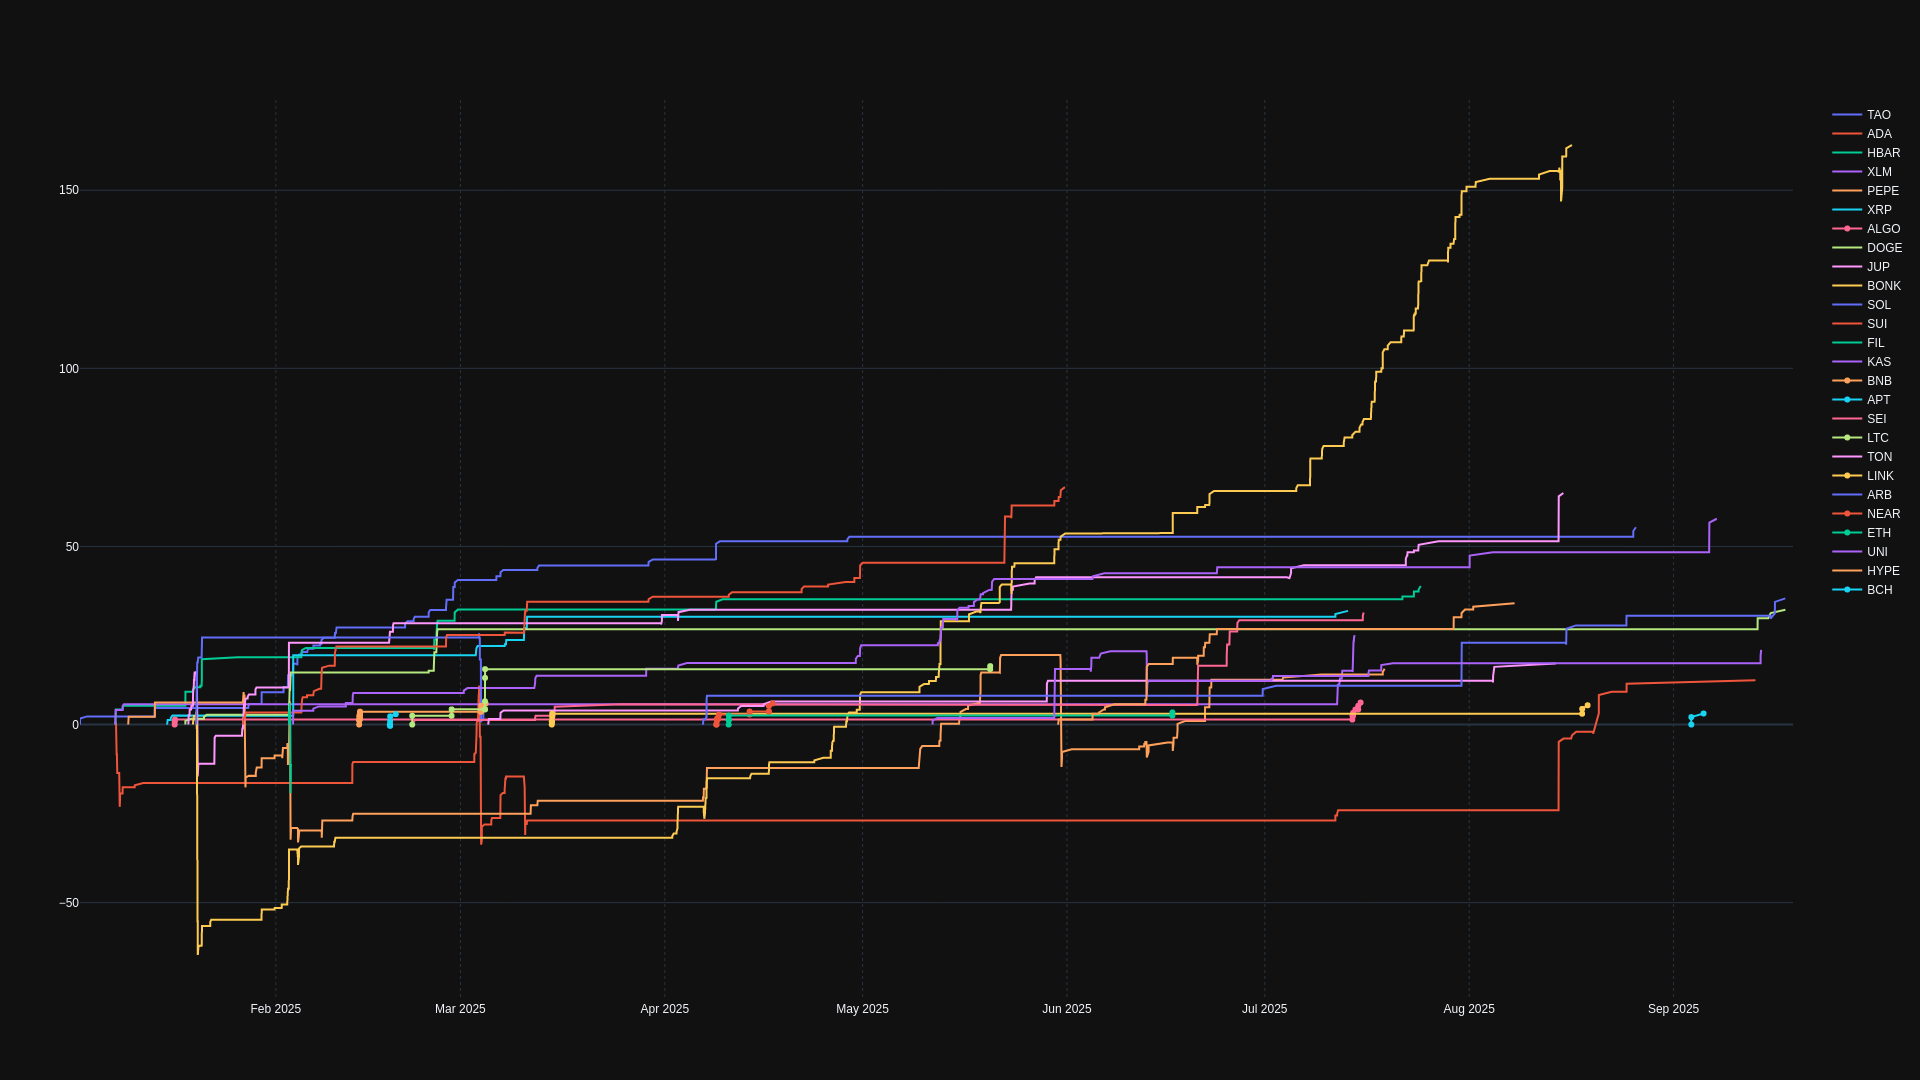 150
100
50
0
−50
Feb 2025
Mar 2025
Apr 2025
May 2025
Jun 2025
Jul 2025
Aug 2025
Sep 2025
TAO
ADA
HBAR
XLM
PEPE
XRP
ALGO
DOGE
JUP
BONK
SOL
SUI
FIL
KAS
BNB
APT
SEI
LTC
TON
LINK
ARB
NEAR
ETH
UNI
HYPE
BCH